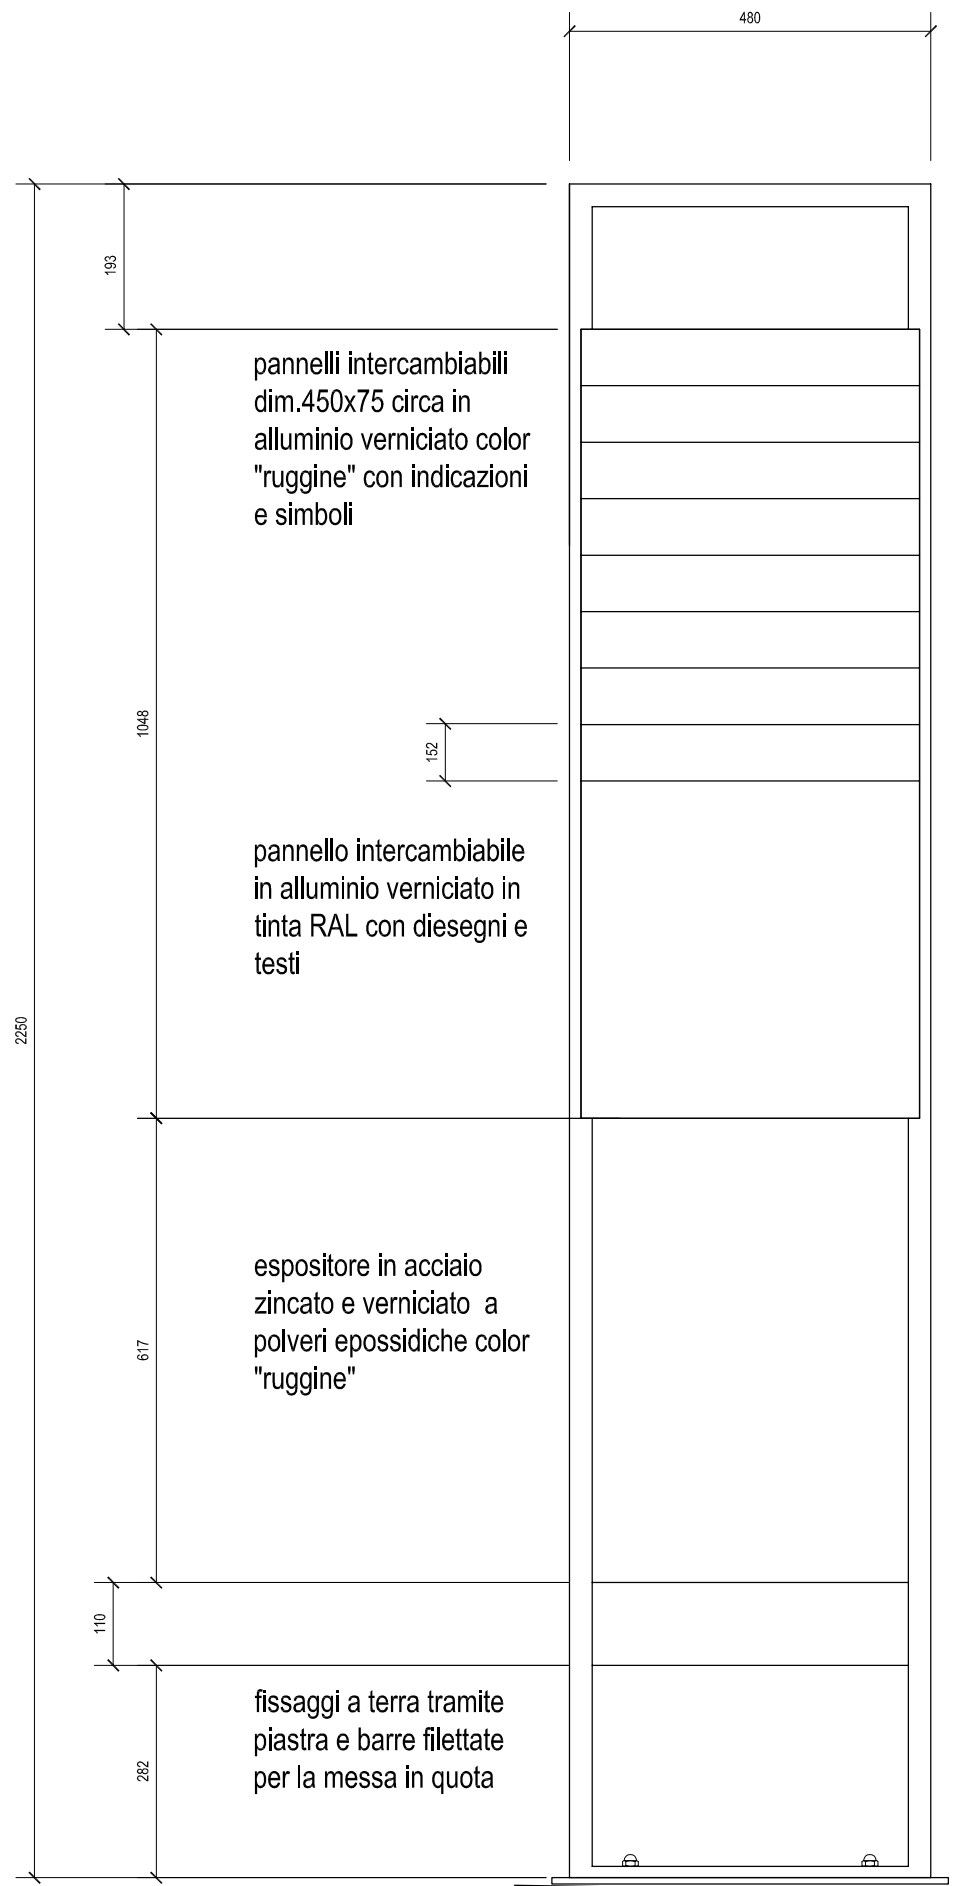 480
193
pannelli intercambiabili
dim.450x75 circa in
alluminio verniciato color
"ruggine" con indicazioni
e simboli
1048
152
pannello intercambiabile
in alluminio verniciato in
tinta RAL con diesegni e
testi
2250
espositore in acciaio
zincato e verniciato a
polveri epossidiche color
"ruggine"
617
110
fissaggi a terra tramite
piastra e barre filettate
per la messa in quota
282